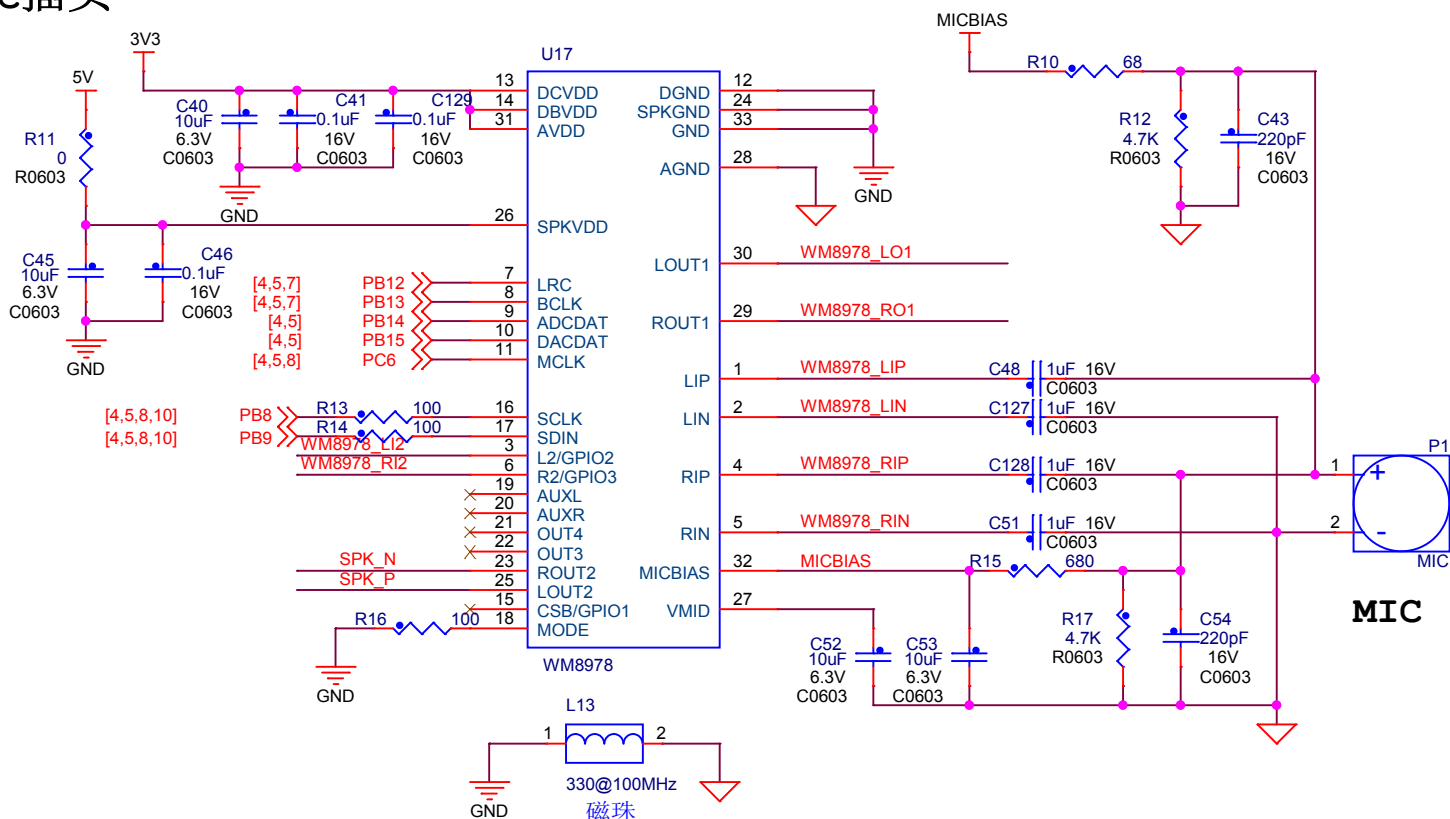 MICBIAS
3V3
5V
U17
R10 68
13 DCVDD
14 DBVDD
31 AVDD
DGND 12
SPKGND 24
GND 33
AGND 28
C40
10uF
6.3V
C0603
C41
0.1uF
16V
C0603
C129
0.1uF
16V
C0603
R11
0
R0603
R12
4.7K
R0603
C43
220pF
16V
C0603
GND
GND
26 SPKVDD
C45
10uF
6.3V
C0603
C46
0.1uF
16V
C0603
GND
LOUT1 30 WM8978_LO1
ROUT1 29 WM8978_RO1
[4,5,7] PB12 7 LRC
[4,5,7] PB13 8 BCLK
[4,5] PB14 9 ADCDAT
[4,5] PB15 10 DACDAT
[4,5,8] PC6 11 MCLK
LIP 1 WM8978_LIP C48 1uF 16V
C0603
LIN 2 WM8978_LIN C127 1uF 16V
C0603
[4,5,8,10] PB8 R13 100 16 SCLK
[4,5,8,10] PB9 R14 100 17 SDIN
WM8978_LI2 3 L2/GPIO2
WM8978_RI2 6 R2/GPIO3
RIP 4 WM8978_RIP C128 1uF 16V
C0603
19 AUXL
20 AUXR
21 OUT4
22 OUT3
RIN 5 WM8978_RIN C51 1uF 16V
C0603
P1
1 +
2 -
MIC
SPK_N 23 ROUT2
SPK_P 25 LOUT2
15 CSB/GPIO1
R16 100 18 MODE
GND
MICBIAS 32 MICBIAS R15 680
VMID 27
WM8978
C52
10uF
6.3V
C0603
C53
10uF
6.3V
C0603
R17
4.7K
R0603
C54
220pF
16V
C0603
MIC
L13
1 2
330@100MHz
磁珠
GND